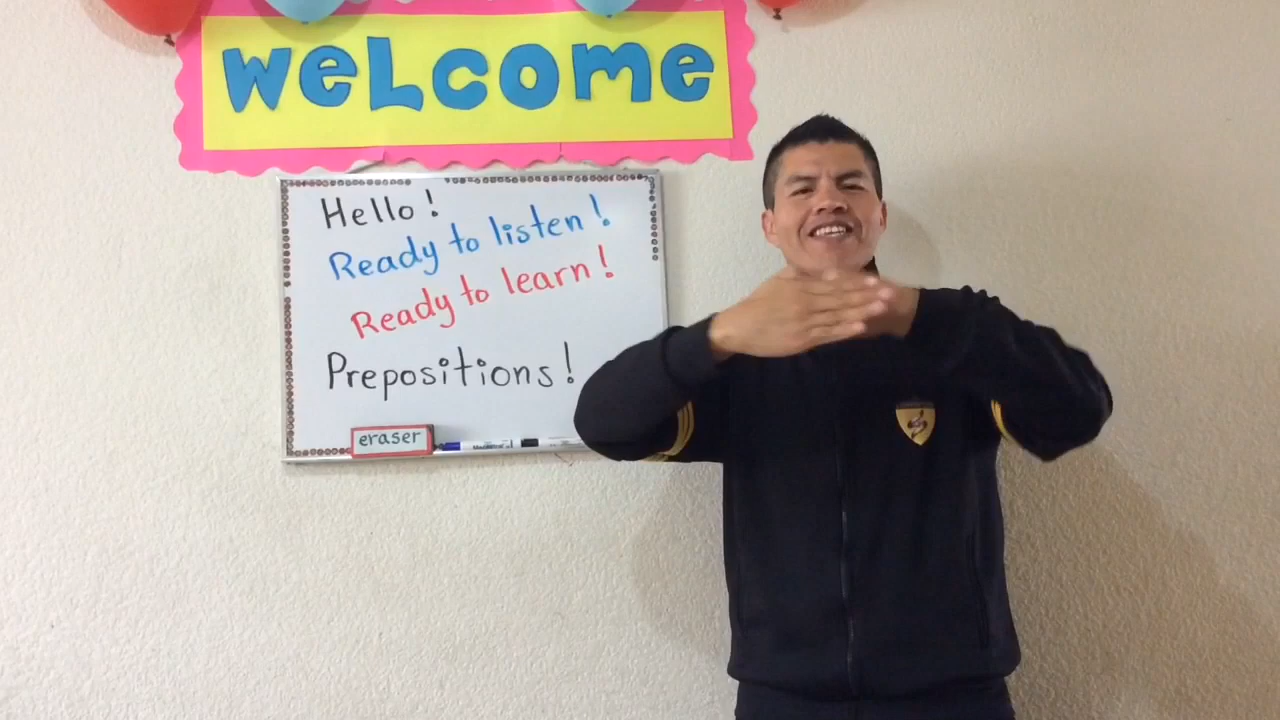 weLcome
Hello!
Ready to listen!
Ready to learn!
Prepositions!
eraser